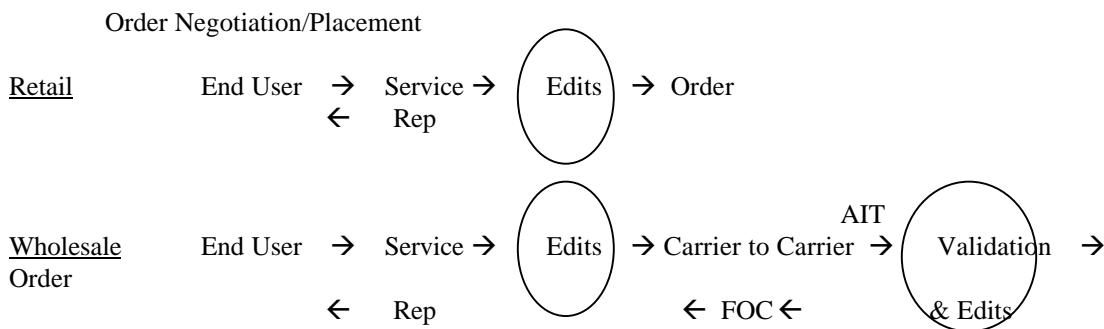 Order Negotiation/Placement
Retail End User → Service → Edits → Order
← Rep
AIT
Wholesale End User → Service → Edits → Carrier to Carrier → Validation →
Order
← Rep ← FOC ← & Edits